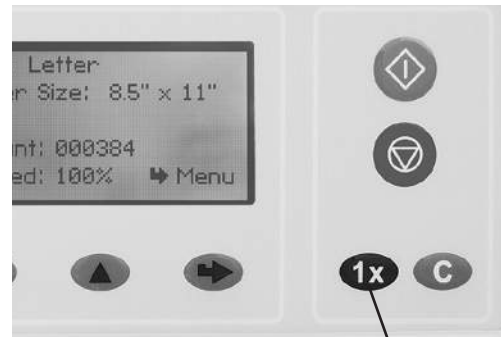 Letter
r Size: 8.5" x 11"
nt: 000384
ed: 100% Menu
1x C